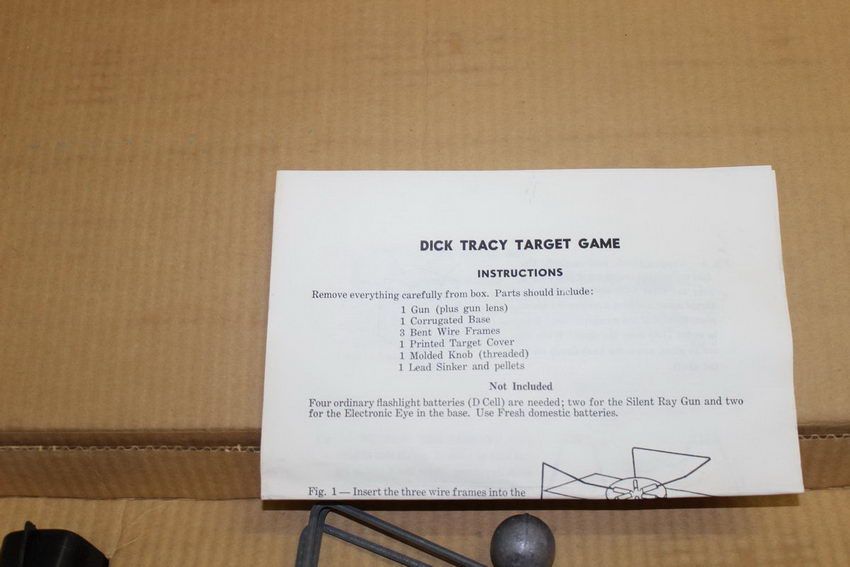 DICK TRACY TARGET GAME
INSTRUCTIONS
Remove everything carefully from box. Parts should include:
1 Gun (plus gun lens)
1 Corrugated Base
3 Bent Wire Frames
1 Printed Target Cover
1 Molded Knob (threaded)
1 Lead Sinker and pellets
Not Included
Four ordinary flashlight batteries (D Cell) are needed; two for the Silent Ray Gun and two
for the Electronic Eye in the base. Use Fresh domestic batteries.
Fig. 1 — Insert the three wire frames into the